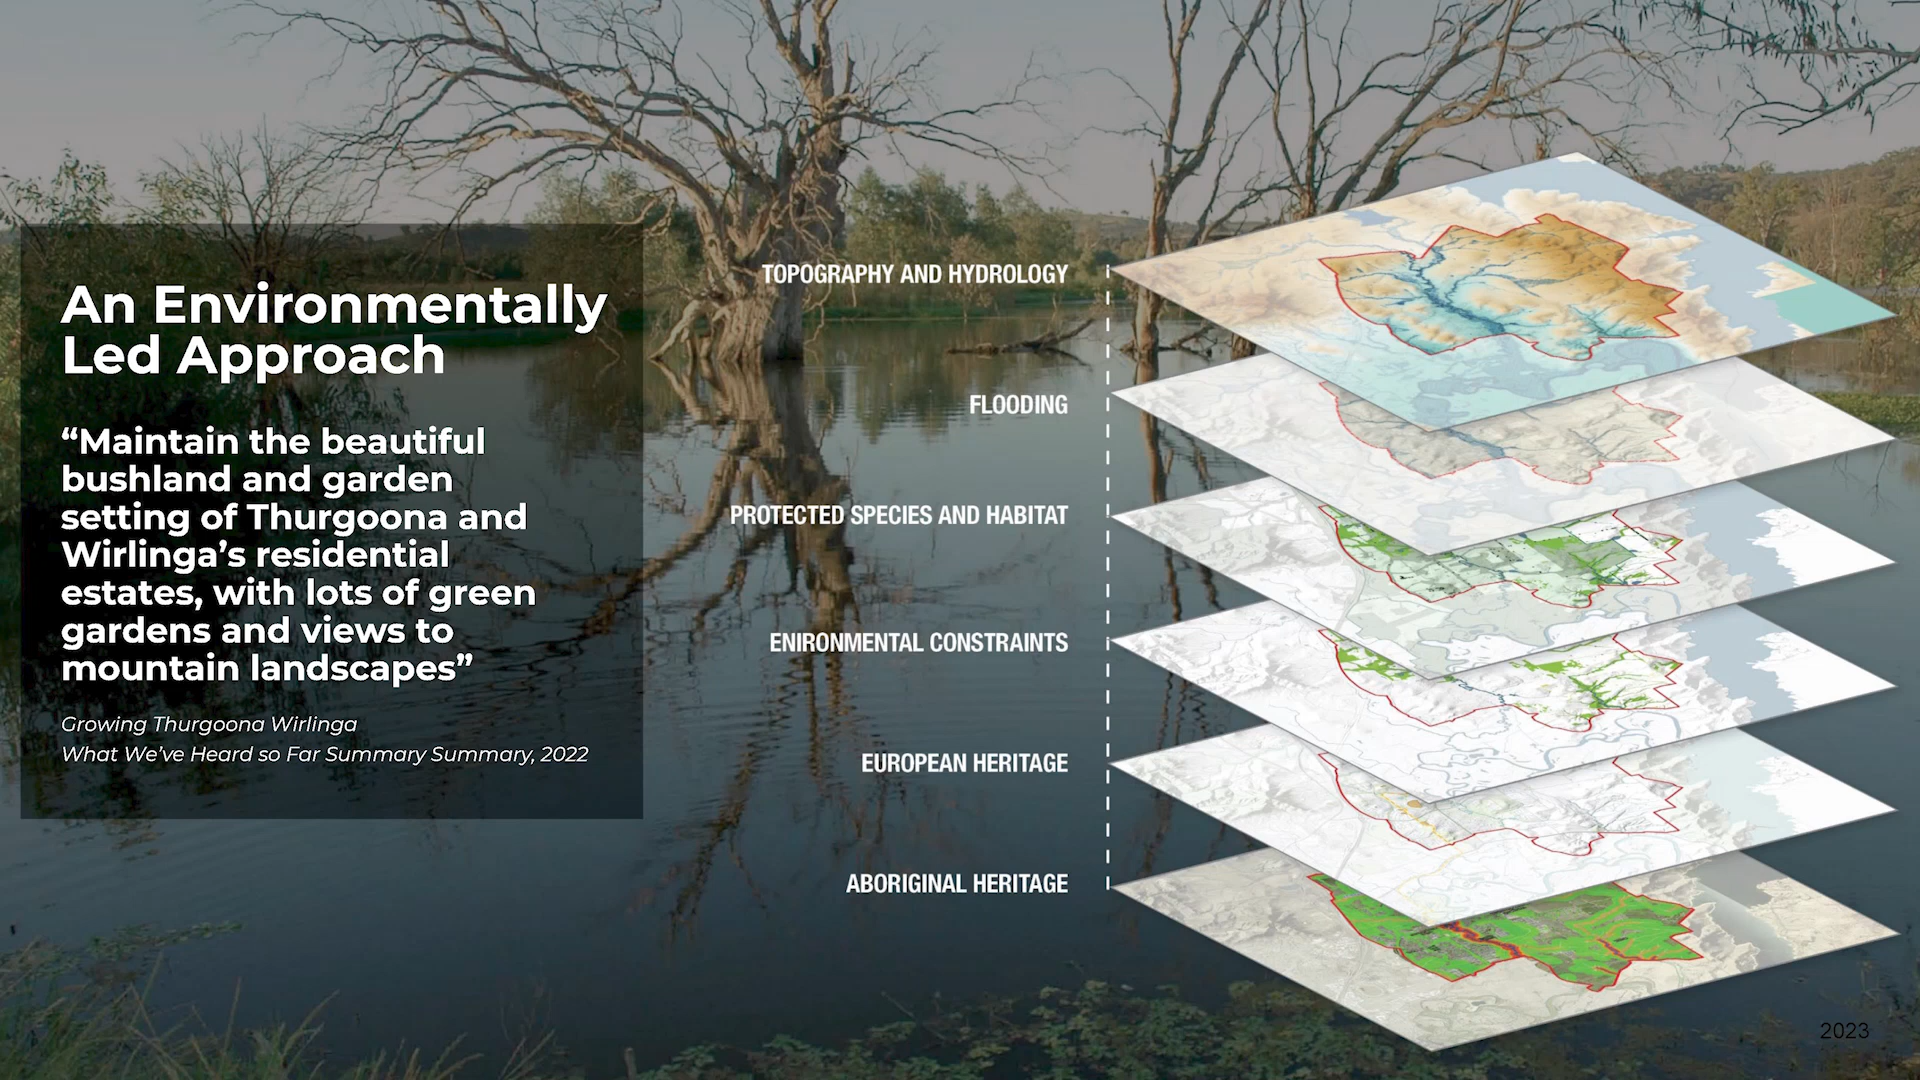 An Environmentally
Led Approach
“Maintain the beautiful
bushland and garden
setting of Thurgoona and
Wirlinga’s residential
estates, with lots of green
gardens and views to
mountain landscapes”
Growing Thurgoona Wirlinga
What We’ve Heard so Far Summary Summary, 2022
TOPOGRAPHY AND HYDROLOGY
FLOODING
PROTECTED SPECIES AND HABITAT
ENIRONMENTAL CONSTRAINTS
EUROPEAN HERITAGE
ABORIGINAL HERITAGE
2023